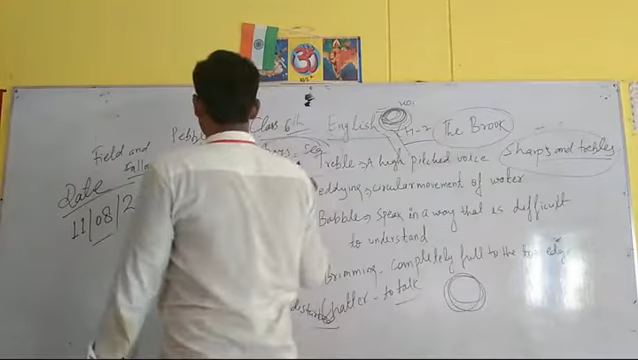 Class 6th English CH-2 The Brook
Date
11/08/2
Field and
Treble → A high pitched voice
Sharps and trebles
eddying → circular movement of water
Babble → Speak in a way that is difficult
to understand
Brimming - completely full to the top edge
Chatter - to talk